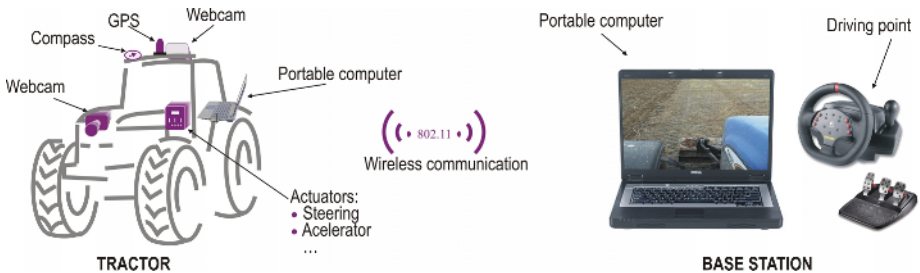 GPS
Webcam
Compass
Webcam
Portable computer
802.11
Wireless communication
Actuators:
• Steering
• Acelerator
...
TRACTOR
Portable computer
Driving point
BASE STATION